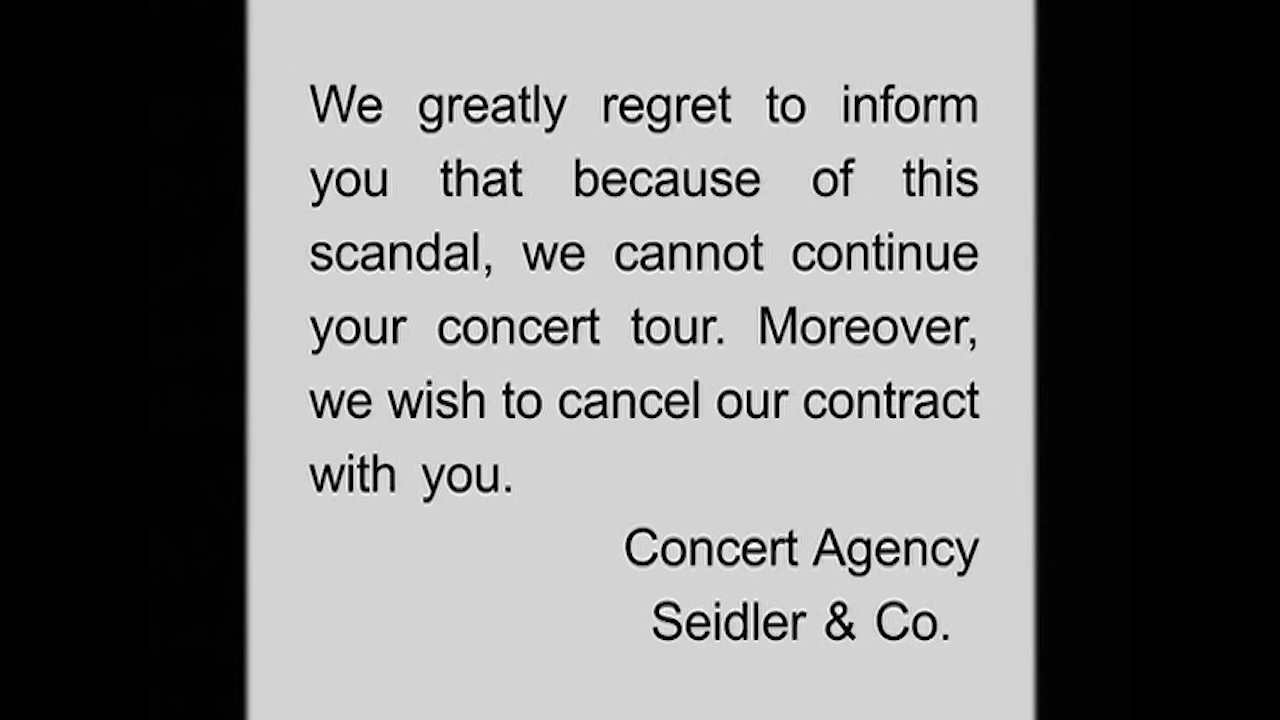 We greatly regret to inform
you that because of this
scandal, we cannot continue
your concert tour. Moreover,
we wish to cancel our contract
with you.
Concert Agency
Seidler & Co.